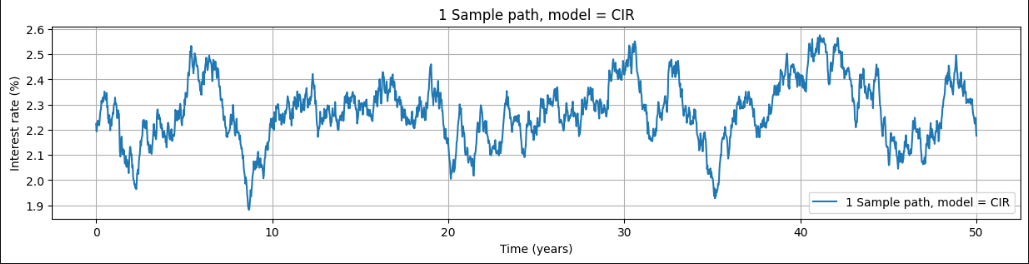 1 Sample path, model = CIR
Interest rate (%)
2.6
2.5
2.4
2.3
2.2
2.1
2.0
1.9
1 Sample path, model = CIR
0 10 20 30 40 50
Time (years)